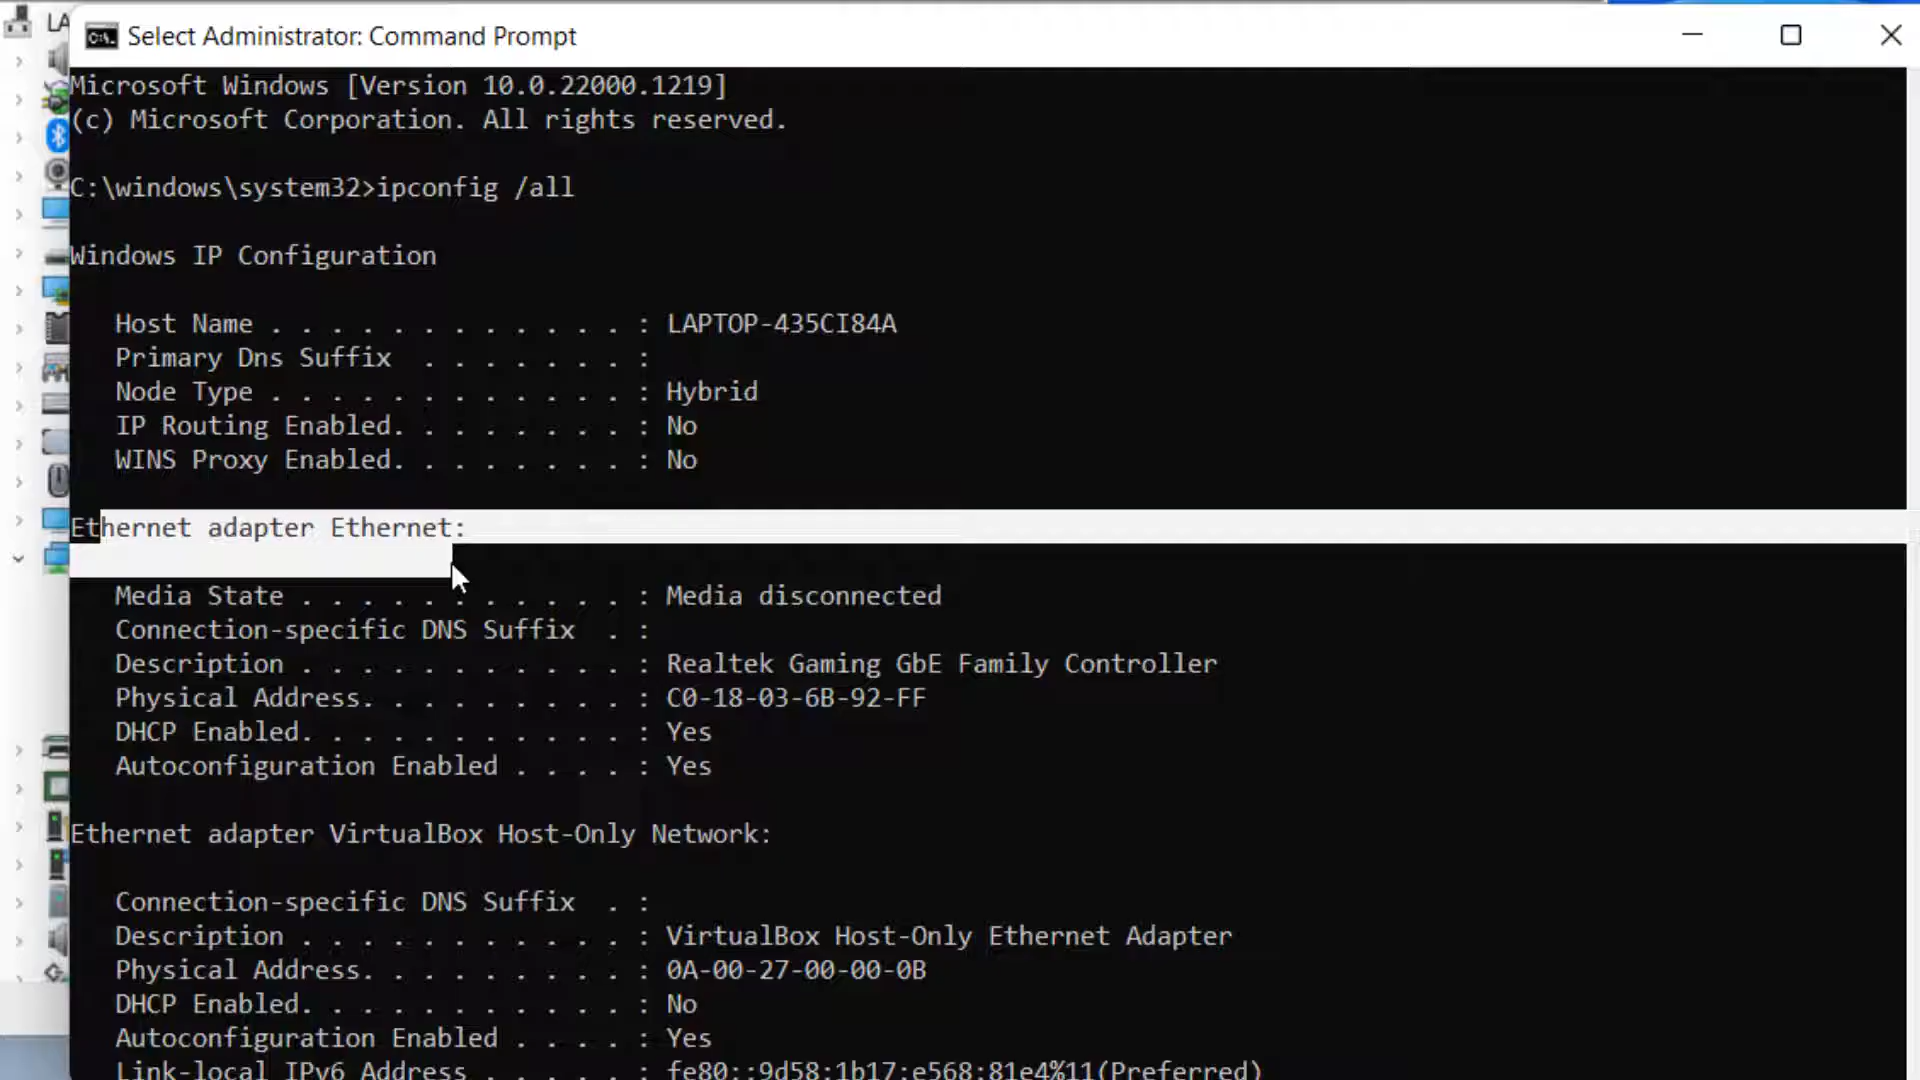 LA
Select Administrator: Command Prompt
Microsoft Windows [Version 10.0.22000.1219]
(c) Microsoft Corporation. All rights reserved.
C:\windows\system32>ipconfig /all
Windows IP Configuration
Host Name . . . . . . . . . . . . : LAPTOP-435CI84A
Primary Dns Suffix  . . . . . . . :
Node Type . . . . . . . . . . . . : Hybrid
IP Routing Enabled. . . . . . . . : No
WINS Proxy Enabled. . . . . . . . : No
Ethernet adapter Ethernet:
Media State . . . . . . . . . . . : Media disconnected
Connection-specific DNS Suffix  . :
Description . . . . . . . . . . . : Realtek Gaming GbE Family Controller
Physical Address. . . . . . . . . : C0-18-03-6B-92-FF
DHCP Enabled. . . . . . . . . . . : Yes
Autoconfiguration Enabled . . . . : Yes
Ethernet adapter VirtualBox Host-Only Network:
Connection-specific DNS Suffix  . :
Description . . . . . . . . . . . : VirtualBox Host-Only Ethernet Adapter
Physical Address. . . . . . . . . : 0A-00-27-00-00-0B
DHCP Enabled. . . . . . . . . . . : No
Autoconfiguration Enabled . . . . : Yes
Link-local IPv6 Address . . . . . : fe80::9d58:1b17:e568:81e4%11(Preferred)